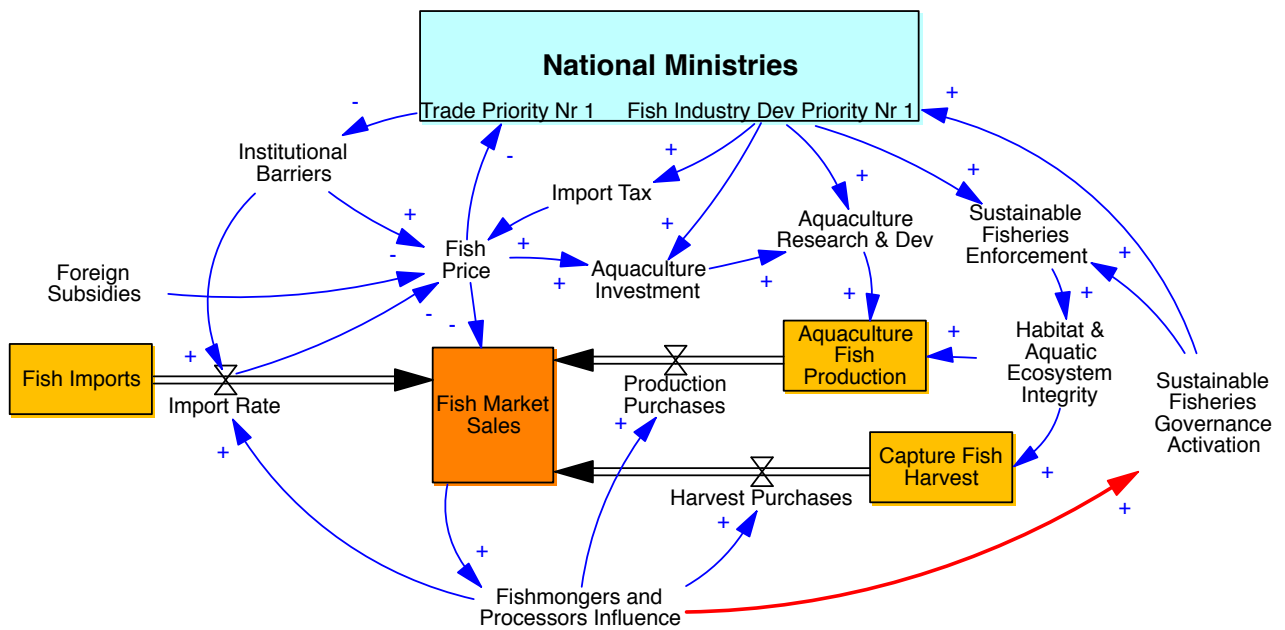 National Ministries
Trade Priority Nr 1
Fish Industry Dev Priority Nr 1
+
-
Institutional
Barriers
-
+
+
+
Import Tax
+
+
Aquaculture
Research & Dev
Sustainable
Fisheries
Enforcement
+
Foreign
Subsidies
-
Fish
Price
+
+
Aquaculture
Investment
+
+
+
-
-
+
Fish Imports
Import Rate
Fish Market
Sales
Production
Purchases
Aquaculture
Fish
Production
+
Habitat &
Aquatic
Ecosystem
Integrity
Sustainable
Fisheries
Governance
Activation
+
+
Harvest Purchases
Capture Fish
Harvest
+
+
+
+
Fishmongers and
Processors Influence